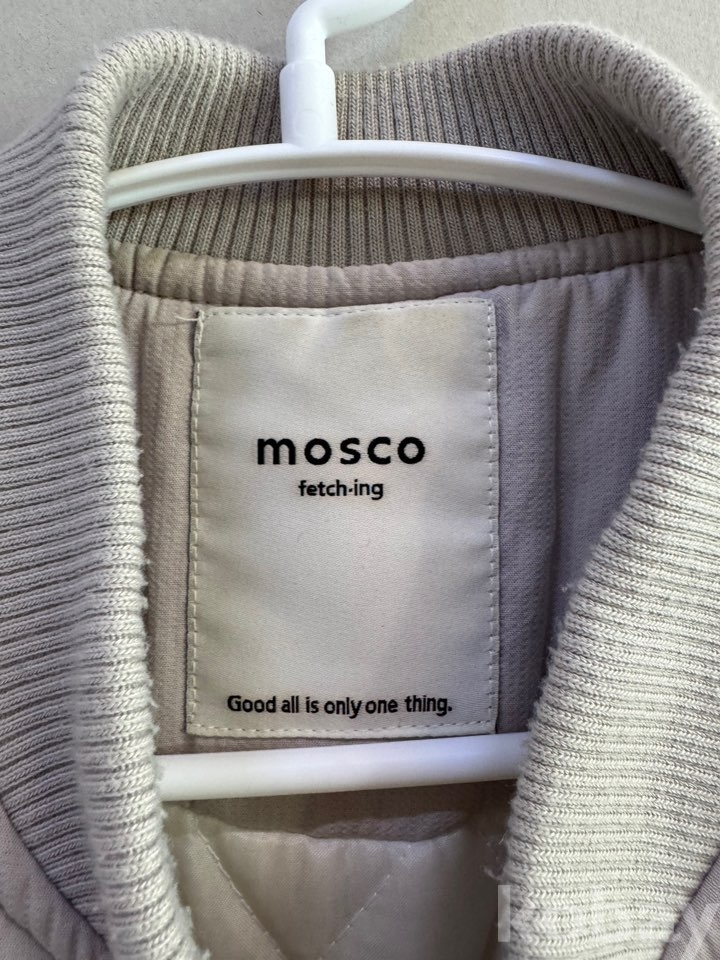 mosco
fetch·ing
Good all is only one thing.